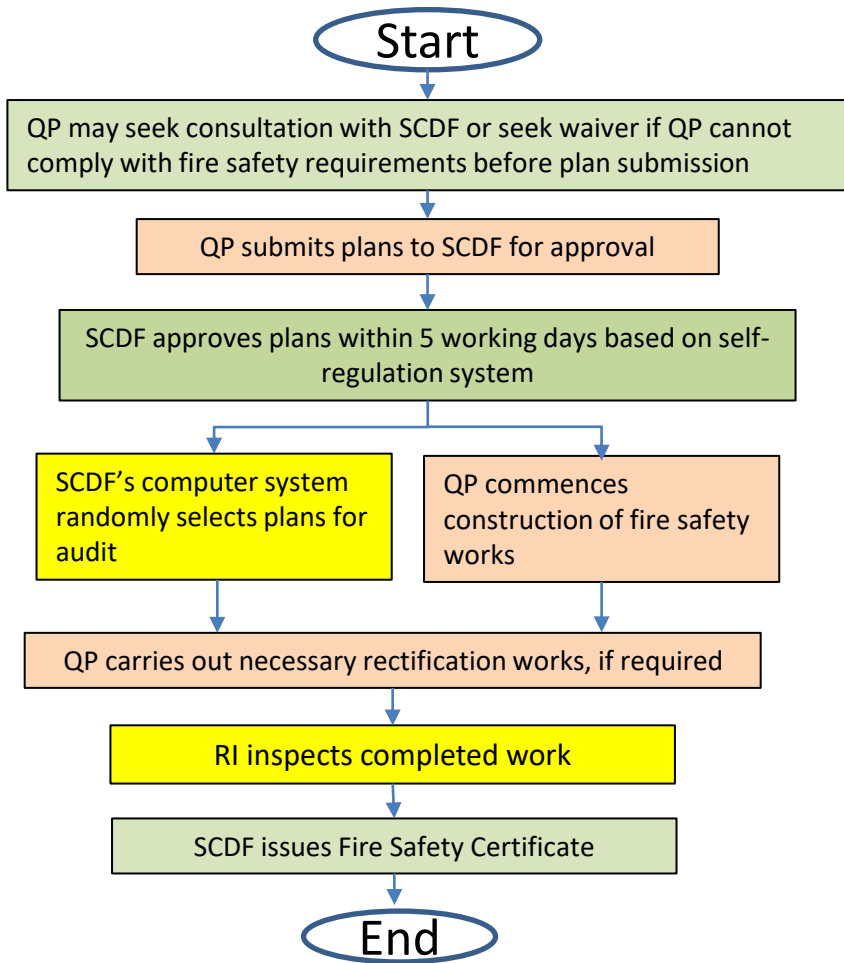 Start
QP may seek consultation with SCDF or seek waiver if QP cannot
comply with fire safety requirements before plan submission
QP submits plans to SCDF for approval
SCDF approves plans within 5 working days based on self-
regulation system
SCDF’s computer system
randomly selects plans for
audit
QP commences
construction of fire safety
works
QP carries out necessary rectification works, if required
RI inspects completed work
SCDF issues Fire Safety Certificate
End